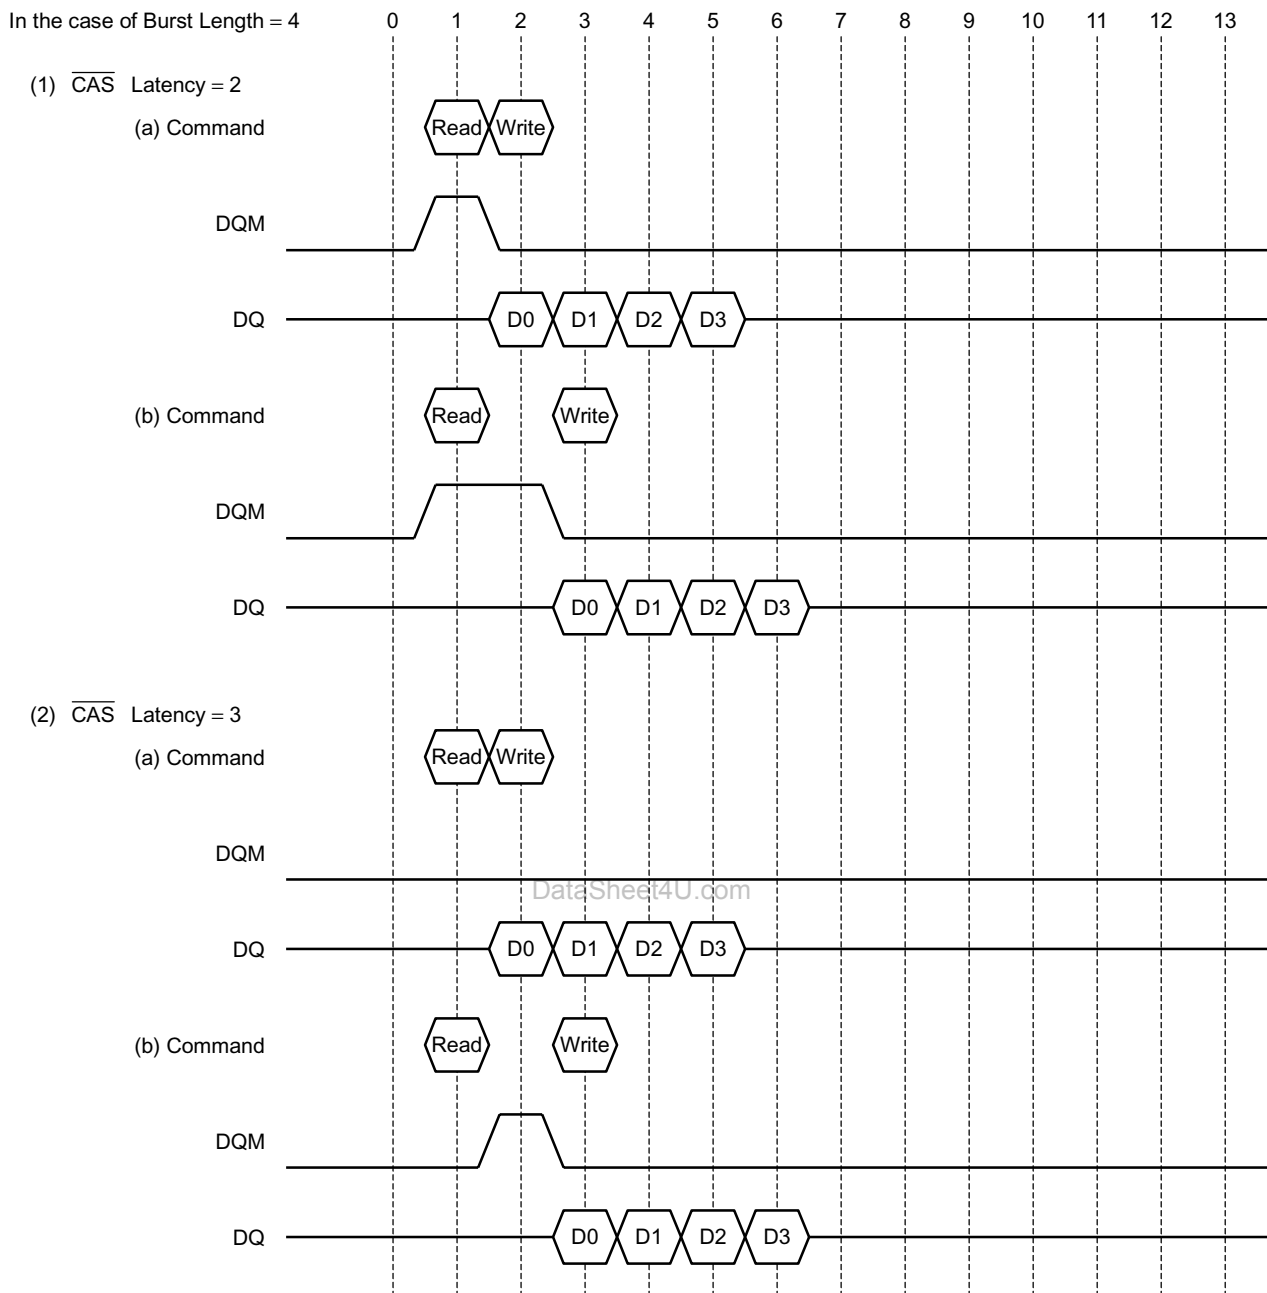 In the case of Burst Length = 4 0 1 2 3 4 5 6 7 8 9 10 11 12 13
(1) CAS Latency = 2
(a) Command Read Write
DQM
DQ D0 D1 D2 D3
(b) Command Read Write
DQM
DQ D0 D1 D2 D3
(2) CAS Latency = 3
(a) Command Read Write
DQM
DataSheet4U.com
DQ D0 D1 D2 D3
(b) Command Read Write
DQM
DQ D0 D1 D2 D3